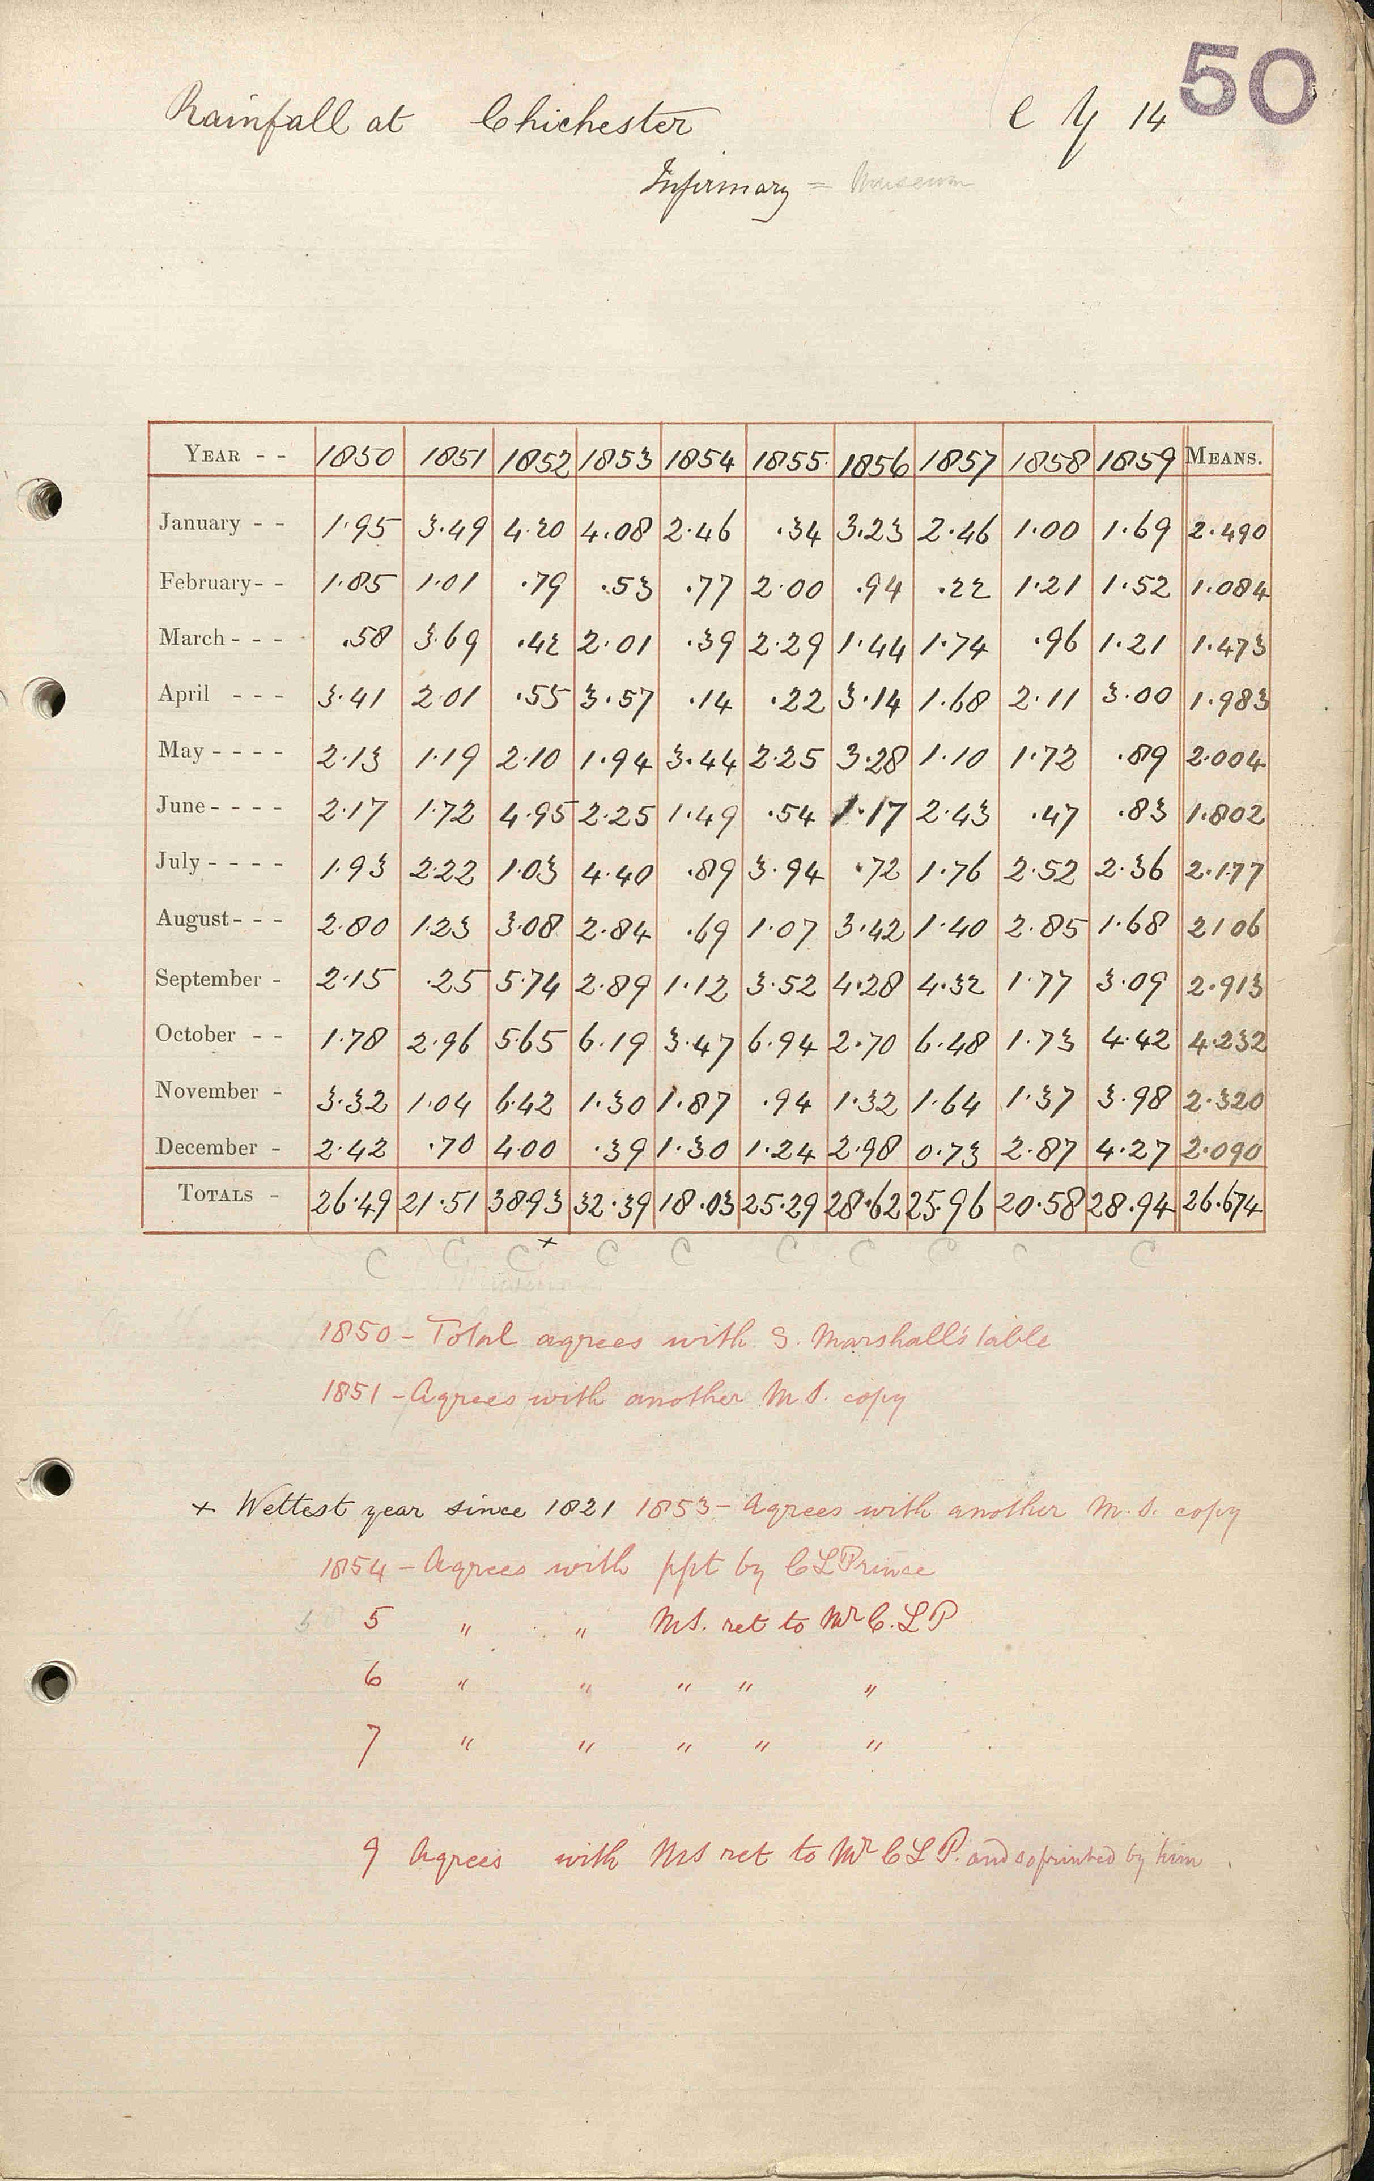 50
Rainfall at Chichester C Y 14
Infirmary = Museum
YEAR - - 1850 1851 1852 1853 1854 1855 1856 1857 1858 1859 MEANS.
January - - 1.95 3.49 4.20 4.08 2.46 .34 3.23 2.46 1.00 1.69 2.490
February - - 1.85 1.01 .79 .53 .77 2.00 .94 .22 1.21 1.52 1.084
March - - - .58 3.69 .42 2.01 .39 2.29 1.44 1.74 .96 1.21 1.473
April - - - 3.41 2.01 .55 3.57 .14 .22 3.14 1.68 2.11 3.00 1.983
May - - - - 2.13 1.19 2.10 1.94 3.44 2.25 3.28 1.10 1.72 .89 2.004
June - - - - 2.17 1.72 4.95 2.25 1.49 .54 1.17 2.43 .47 .83 1.802
July - - - - 1.93 2.22 1.03 4.40 .89 3.94 .72 1.76 2.52 2.36 2.177
August - - - 2.80 1.23 3.08 2.84 .69 1.07 3.42 1.40 2.85 1.68 2106
September - 2.15 .25 5.74 2.89 1.12 3.52 4.28 4.32 1.77 3.09 2.913
October - - 1.78 2.96 5.65 6.19 3.47 6.94 2.70 6.48 1.73 4.42 4.232
November - 3.32 1.04 6.42 1.30 1.87 .94 1.32 1.64 1.37 3.98 2.320
December - 2.42 .70 4.00 .39 1.30 1.24 2.98 0.73 2.87 4.27 2.090
TOTALS - 26.49 21.51 38.93 32.39 18.03 25.29 28.62 25.96 20.58 28.94 26.674
C C C × C C C C C C C
1850 - Total agrees with S. Marshall's table
1851 - Agrees with another M S. copy
× Wettest year since 1821 1853 - Agrees with another M. S. copy
1854 - Agrees with ppt by C L Prince
5 " " MS. ret to Mr C. L P
6 " " " " "
7 " " " " "
9 Agrees with MS ret to Mr C L P. and so printed by him